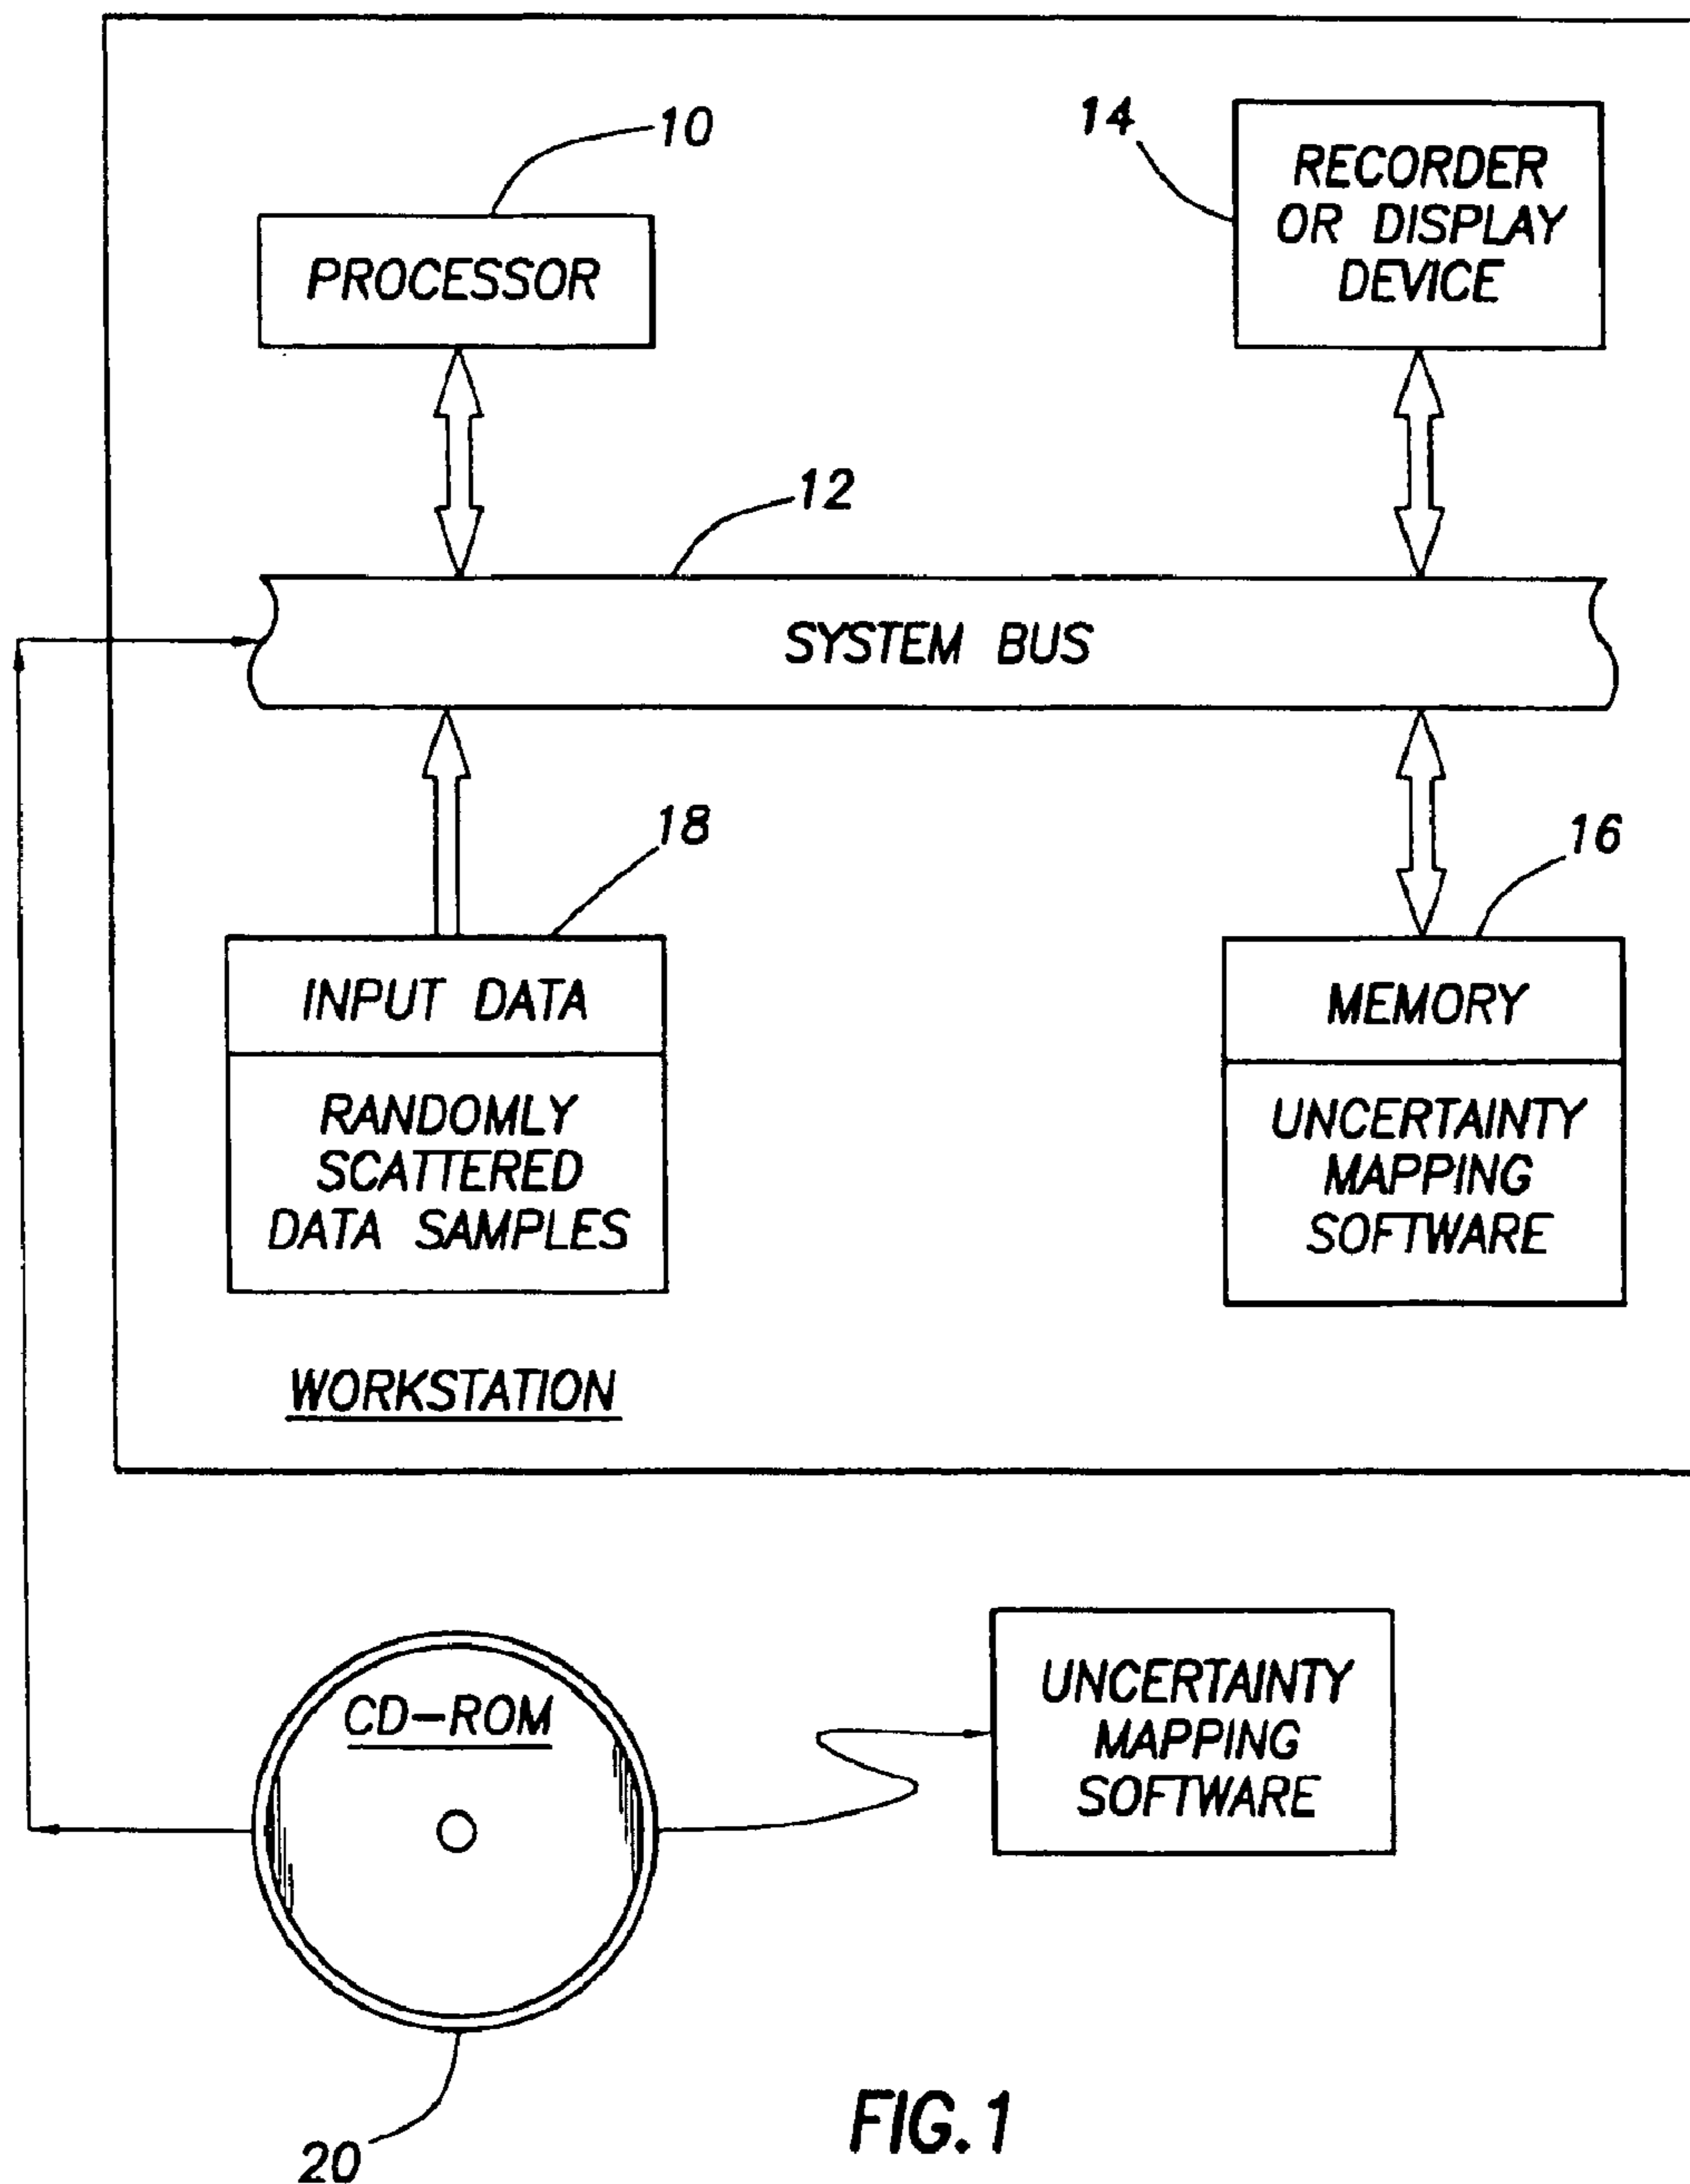 10
14
RECORDER
OR DISPLAY
DEVICE
PROCESSOR
12
SYSTEM BUS
18
16
INPUT DATA
RANDOMLY
SCATTERED
DATA SAMPLES
MEMORY
UNCERTAINTY
MAPPING
SOFTWARE
WORKSTATION
CD-ROM
UNCERTAINTY
MAPPING
SOFTWARE
20
FIG. 1